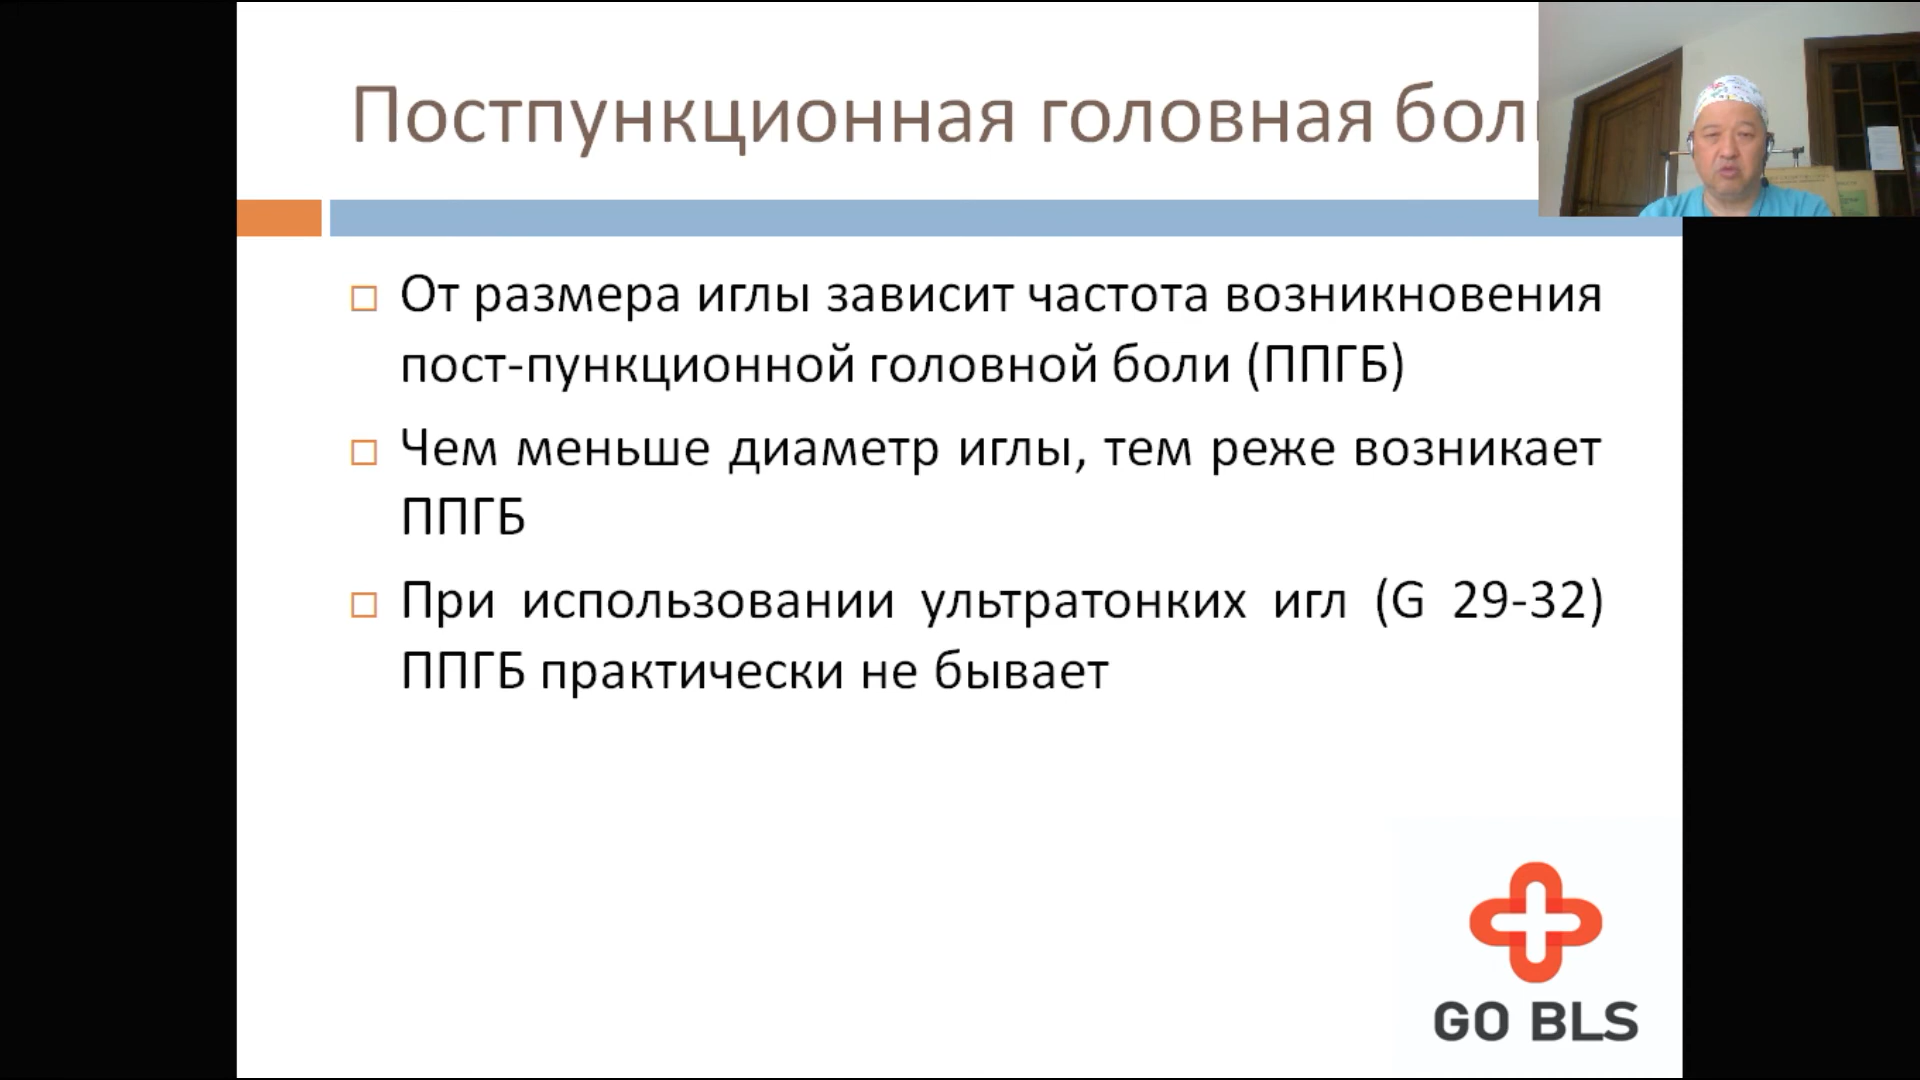 Постпункционная головная бол
От размера иглы зависит частота возникновения
пост-пункционной головной боли (ППГБ)
Чем меньше диаметр иглы, тем реже возникает
ППГБ
При использовании ультратонких игл (G 29-32)
ППГБ практически не бывает
GO BLS